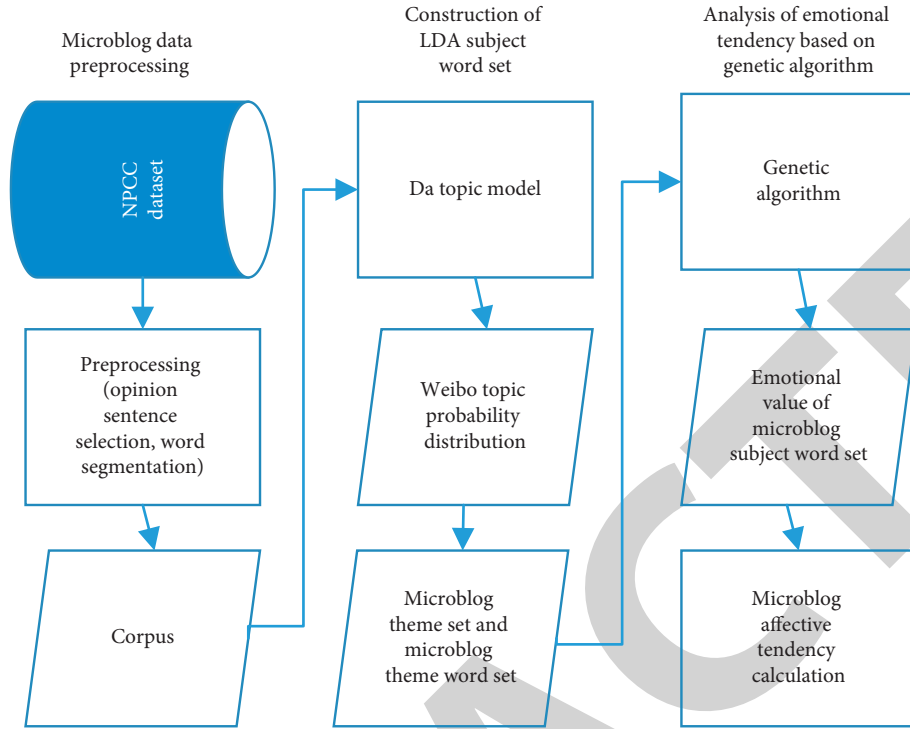 Microblog data
preprocessing
NPCC
dataset
Preprocessing
(opinion
sentence
selection, word
segmentation)
Corpus
Construction of
LDA subject
word set
Da topic model
Weibo topic
probability
distribution
Microblog
theme set and
microblog
theme word set
Analysis of emotional
tendency based on
genetic algorithm
Genetic
algorithm
Emotional
value of
microblog
subject word set
Microblog
affective
tendency
calculation